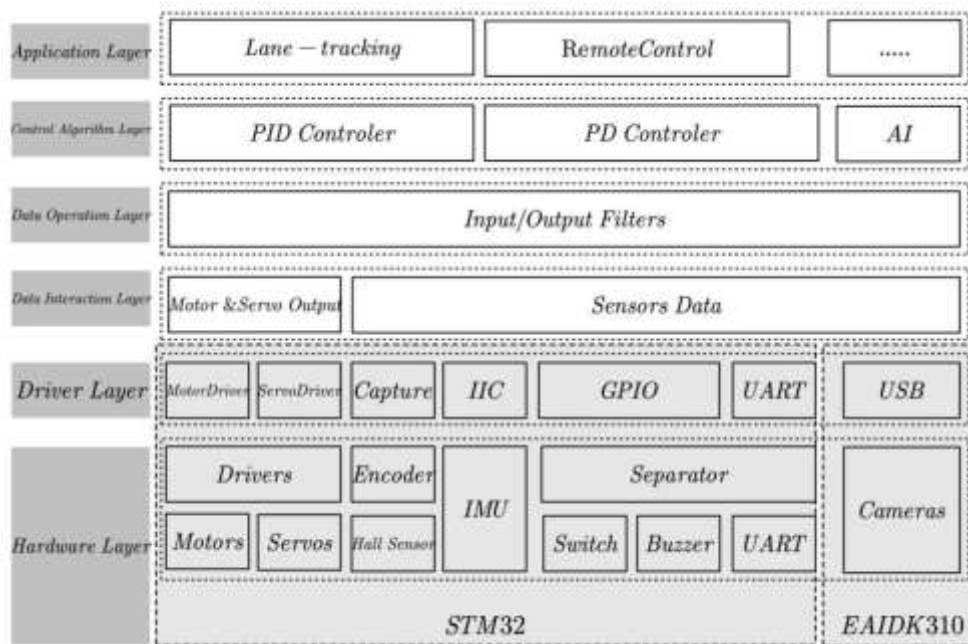 Application Layer
Lane - tracking
RemoteControl
.....
Control Algorithm Layer
PID Controler
PD Controler
AI
Data Operation Layer
Input/Output Filters
Data Interaction Layer
Motor &Servo Output
Sensors Data
Driver Layer
MotorDriver
ServoDriver
Capture
IIC
GPIO
UART
USB
Hardware Layer
Drivers
Encoder
IMU
Separator
Cameras
Motors
Servos
Hall Sensor
Switch
Buzzer
UART
STM32
EAIDK310